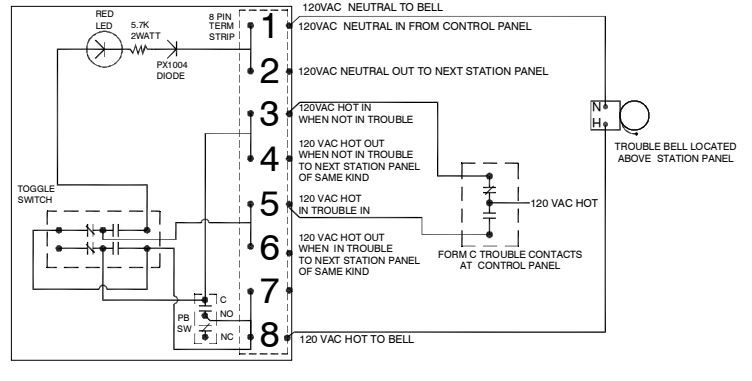 120VAC NEUTRAL TO BELL
RED
LED
5.7K
2WATT
PX1004
DIODE
8 PIN
TERM
STRIP
1
120VAC NEUTRAL IN FROM CONTROL PANEL
2
120VAC NEUTRAL OUT TO NEXT STATION PANEL
3
120VAC HOT IN
WHEN NOT IN TROUBLE
4
120 VAC HOT OUT
WHEN NOT IN TROUBLE
TO NEXT STATION PANEL
OF SAME KIND
5
120 VAC HOT
IN TROUBLE IN
6
120 VAC HOT OUT
WHEN IN TROUBLE
TO NEXT STATION PANEL
OF SAME KIND
7
8
120 VAC HOT TO BELL
TOGGLE
SWITCH
PB
SW
C
NO
NC
120 VAC HOT
FORM C TROUBLE CONTACTS
AT CONTROL PANEL
N
H
TROUBLE BELL LOCATED
ABOVE STATION PANEL